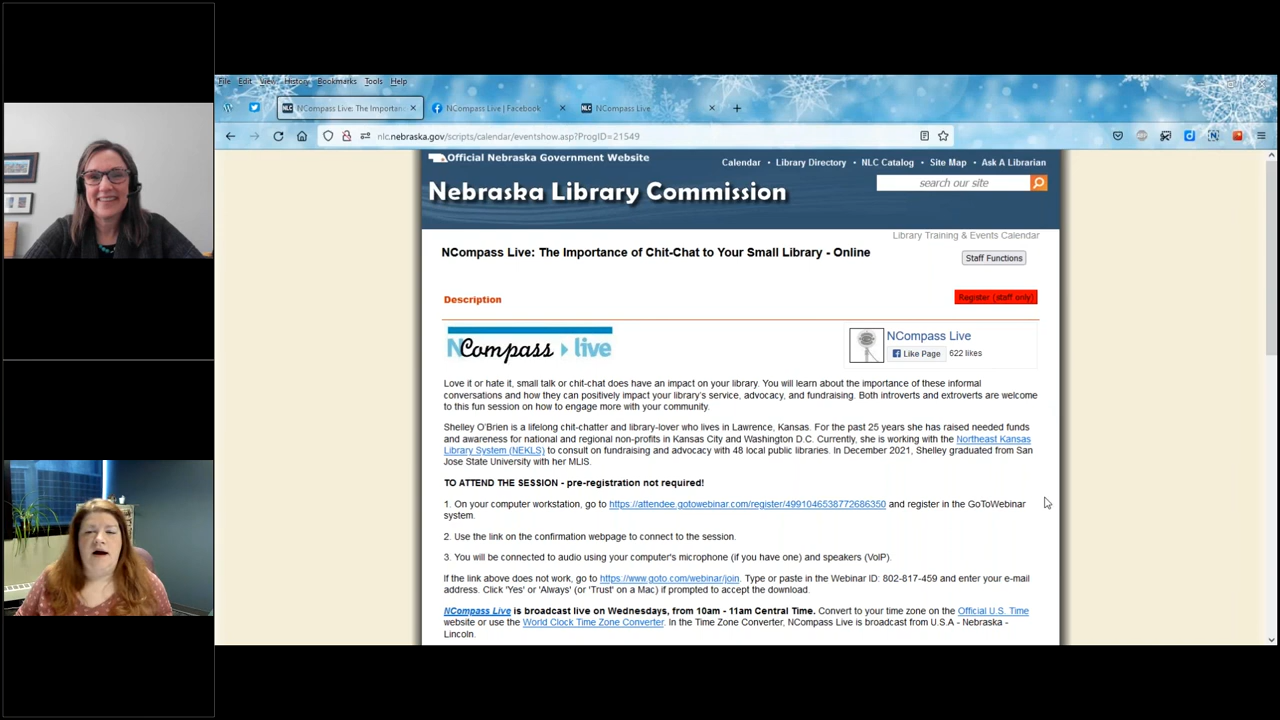 File Edit View History Bookmarks Tools Help
NCompass Live: The Importan
NCompass Live | Facebook
NCompass Live
nlc.nebraska.gov/scripts/calendar/eventshow.asp?ProgID=21549
Official Nebraska Government Website
Calendar • Library Directory • NLC Catalog • Site Map • Ask A Librarian
Nebraska Library Commission
search our site
Library Training & Events Calendar
NCompass Live: The Importance of Chit-Chat to Your Small Library - Online
Staff Functions
Description
Register (staff only)
NCompass live
NCompass Live
Like Page 622 likes
Love it or hate it, small talk or chit-chat does have an impact on your library. You will learn about the importance of these informal
conversations and how they can positively impact your library's service, advocacy, and fundraising. Both introverts and extroverts are welcome
to this fun session on how to engage more with your community.
Shelley O'Brien is a lifelong chit-chatter and library-lover who lives in Lawrence, Kansas. For the past 25 years she has raised needed funds
and awareness for national and regional non-profits in Kansas City and Washington D.C. Currently, she is working with the Northeast Kansas
Library System (NEKLS) to consult on fundraising and advocacy with 48 local public libraries. In December 2021, Shelley graduated from San
Jose State University with her MLIS.
TO ATTEND THE SESSION - pre-registration not required!
1. On your computer workstation, go to https://attendee.gotowebinar.com/register/4991046538772686350 and register in the GoToWebinar
system.
2. Use the link on the confirmation webpage to connect to the session.
3. You will be connected to audio using your computer's microphone (if you have one) and speakers (VoIP).
If the link above does not work, go to https://www.goto.com/webinar/join. Type or paste in the Webinar ID: 802-817-459 and enter your e-mail
address. Click 'Yes' or 'Always' (or 'Trust' on a Mac) if prompted to accept the download.
NCompass Live is broadcast live on Wednesdays, from 10am - 11am Central Time. Convert to your time zone on the Official U.S. Time
website or use the World Clock Time Zone Converter. In the Time Zone Converter, NCompass Live is broadcast from U.S.A - Nebraska -
Lincoln.